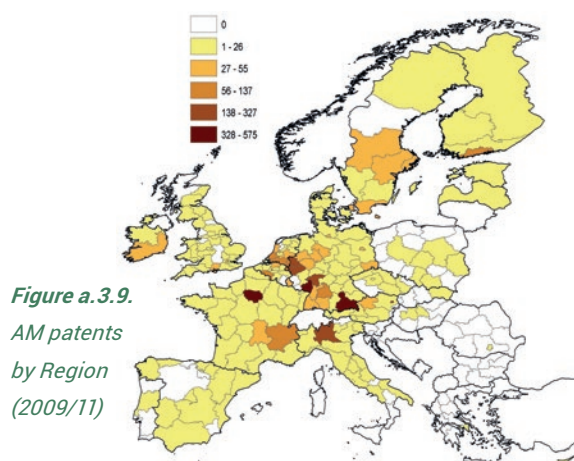 0
1 - 26
27 - 55
56 - 137
138 - 327
328 - 575
Figure a.3.9.
AM patents
by Region
(2009/11)